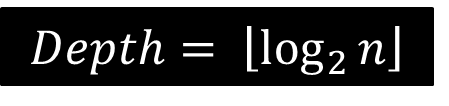 Depth = ⌊log₂ n⌋